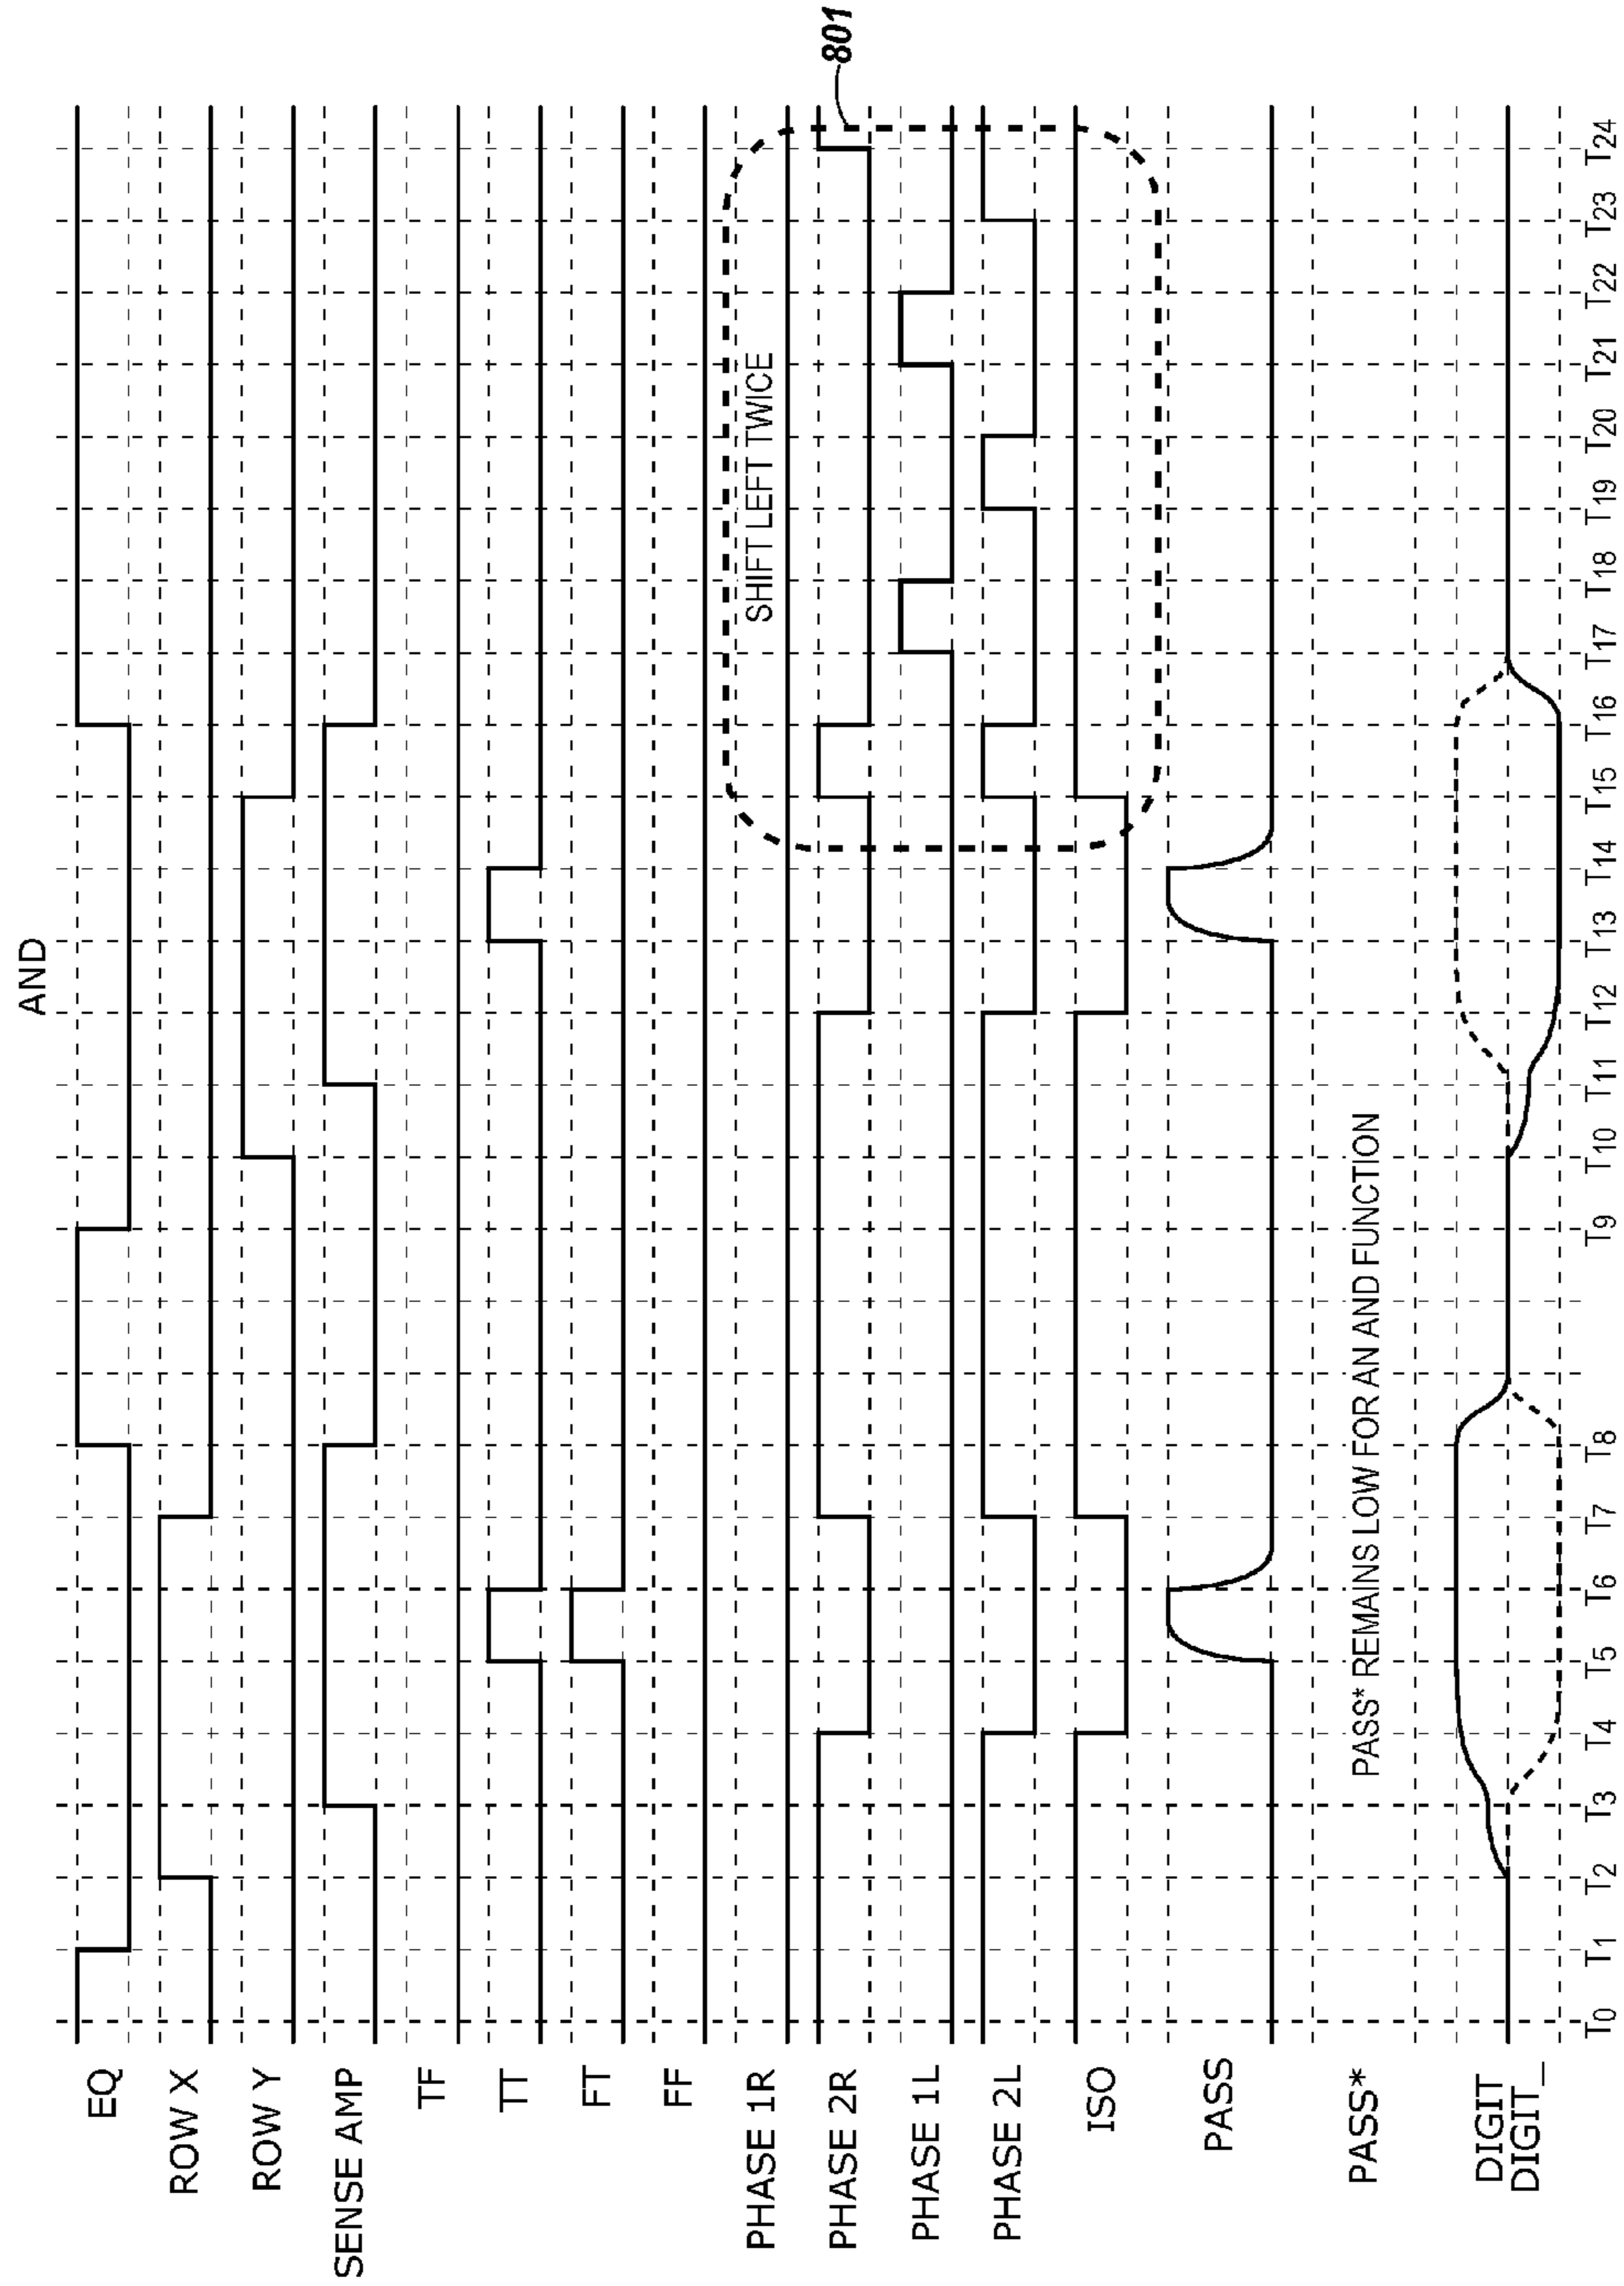 AND
EQ
ROW X
ROW Y
SENSE AMP
TF
TT
FT
FF
PHASE 1R
PHASE 2R
PHASE 1L
PHASE 2L
ISO
PASS
PASS*
DIGIT
DIGIT_
SHIFT LEFT TWICE
801
PASS* REMAINS LOW FOR AN AND FUNCTION
T0 T1 T2 T3 T4 T5 T6 T7 T8 T9 T10 T11 T12 T13 T14 T15 T16 T17 T18 T19 T20 T21 T22 T23 T24